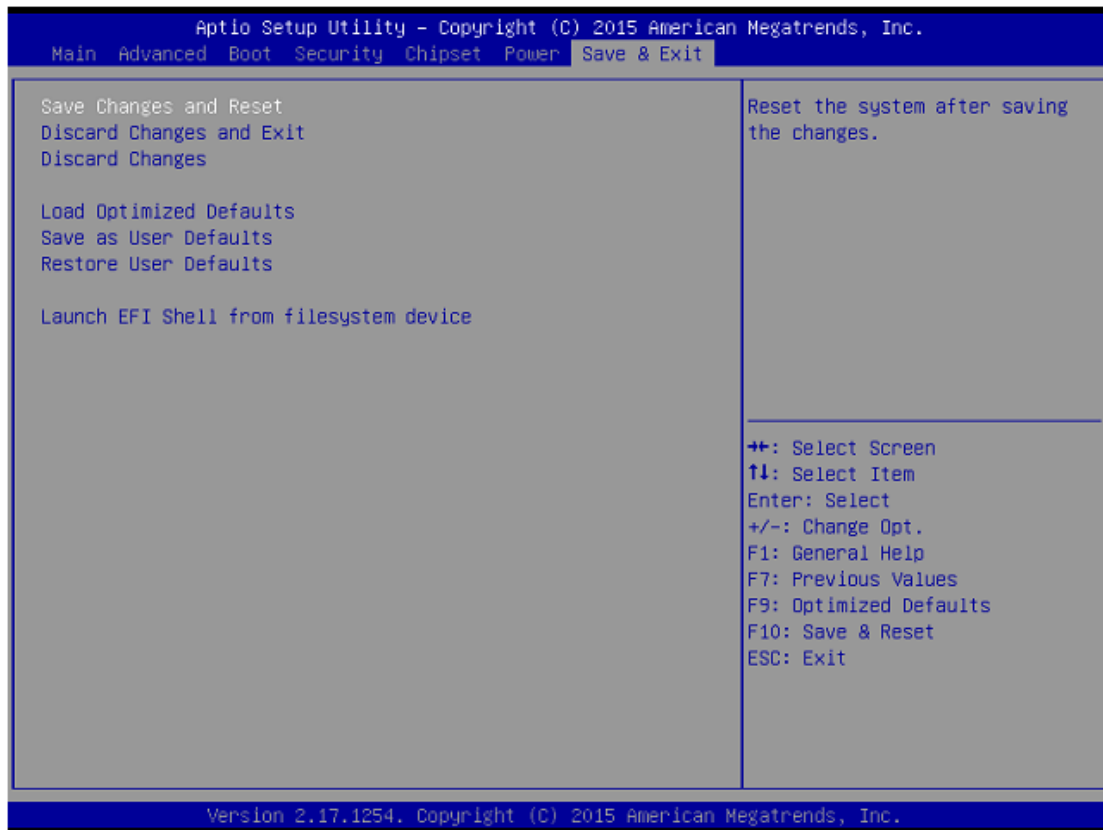 Aptio Setup Utility – Copyright (C) 2015 American Megatrends, Inc.
Main Advanced Boot Security Chipset Power Save & Exit
Save Changes and Reset
Discard Changes and Exit
Discard Changes
Load Optimized Defaults
Save as User Defaults
Restore User Defaults
Launch EFI Shell from filesystem device
Reset the system after saving
the changes.
→←: Select Screen
↑↓: Select Item
Enter: Select
+/-: Change Opt.
F1: General Help
F7: Previous Values
F9: Optimized Defaults
F10: Save & Reset
ESC: Exit
Version 2.17.1254. Copyright (C) 2015 American Megatrends, Inc.